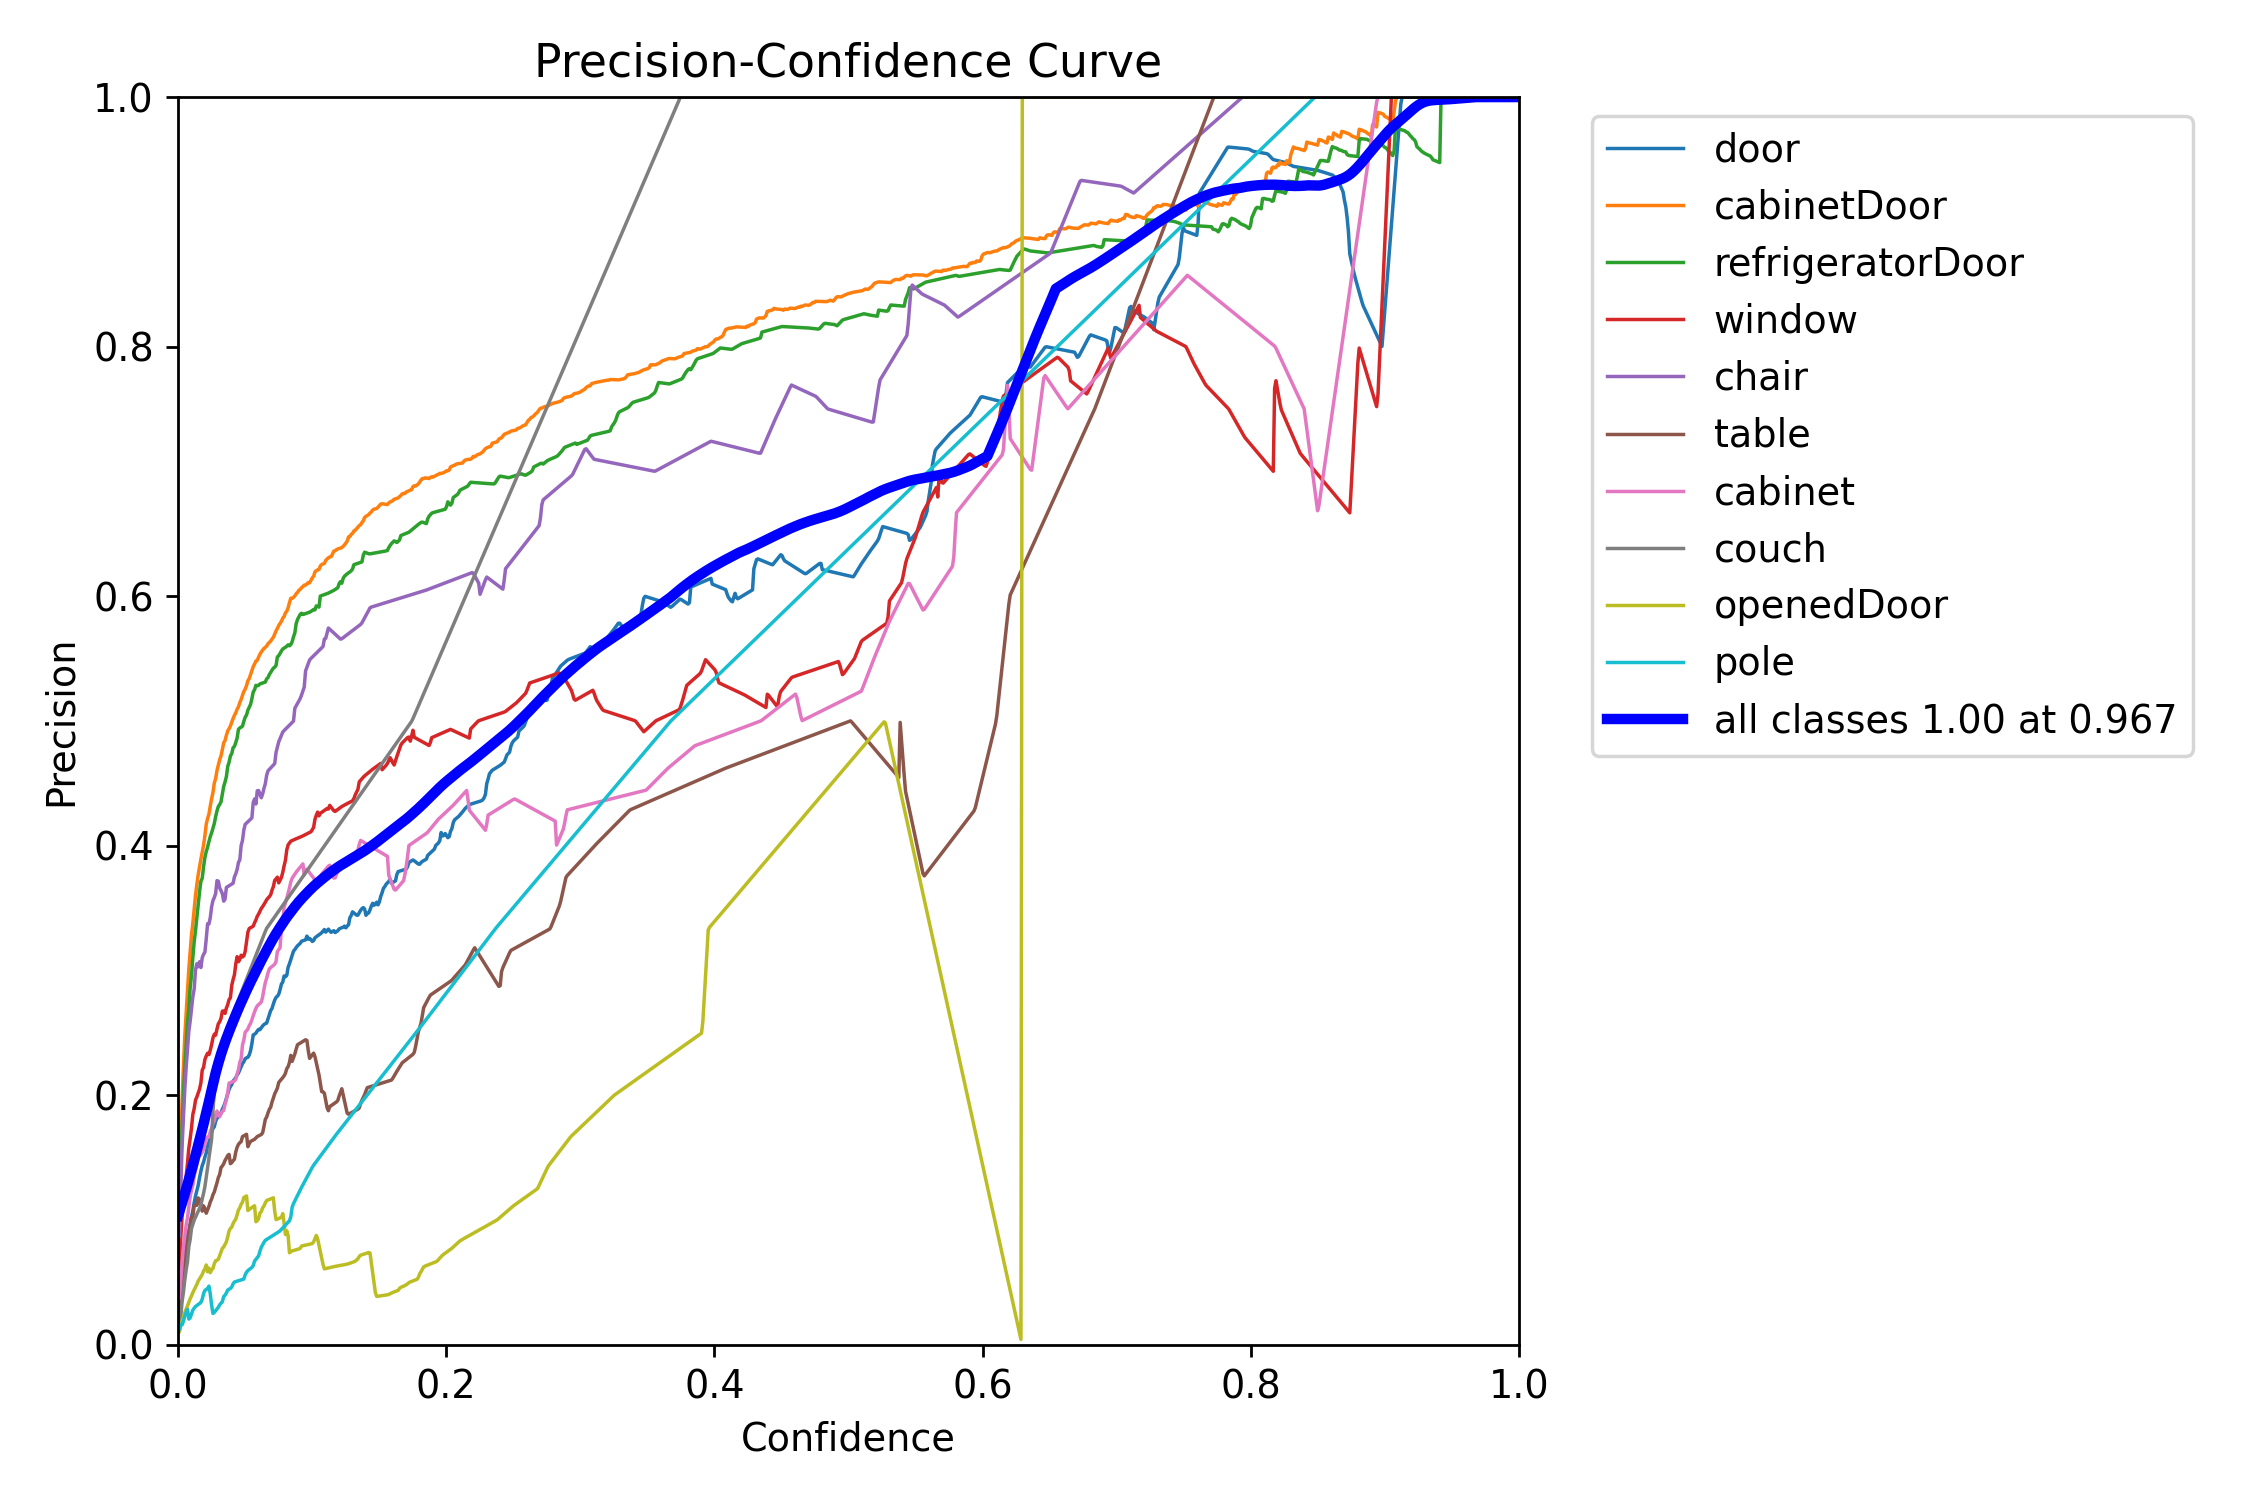 Precision-Confidence Curve
1.0
0.8
0.6
0.4
0.2
0.0
Precision
0.0 0.2 0.4 0.6 0.8 1.0
Confidence
door
cabinetDoor
refrigeratorDoor
window
chair
table
cabinet
couch
openedDoor
pole
all classes 1.00 at 0.967